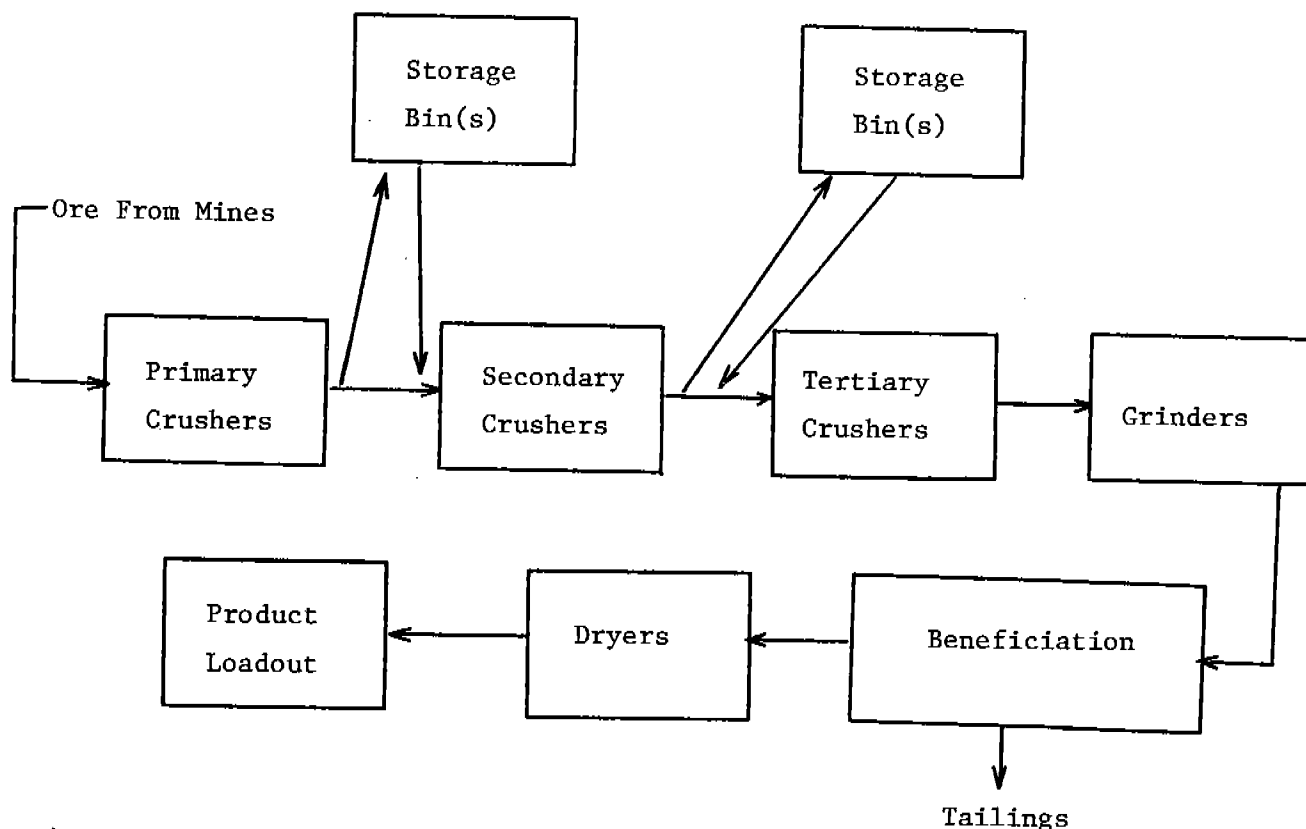 Storage
Bin(s)
Storage
Bin(s)
Ore From Mines
Primary
Crushers
Secondary
Crushers
Tertiary
Crushers
Grinders
Product
Loadout
Dryers
Beneficiation
Tailings